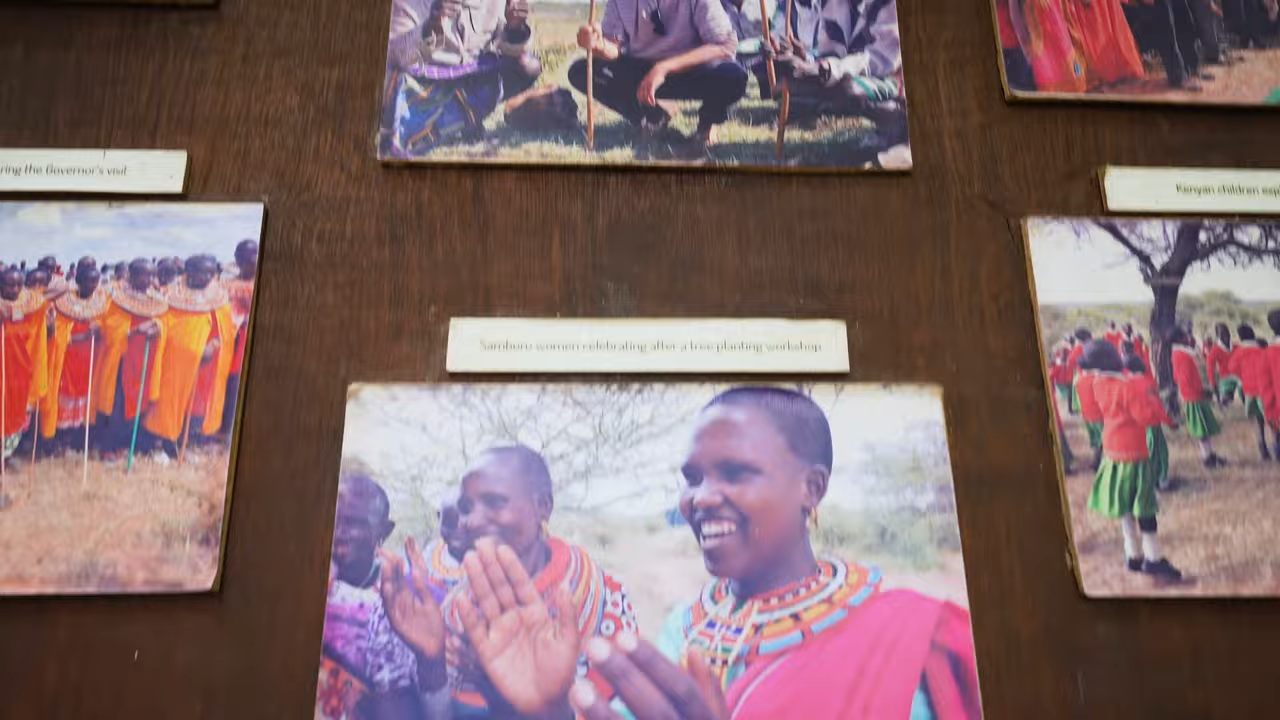 ring the Governor's visit
Kenyan children
Samburu women celebrating after a tree planting workshop